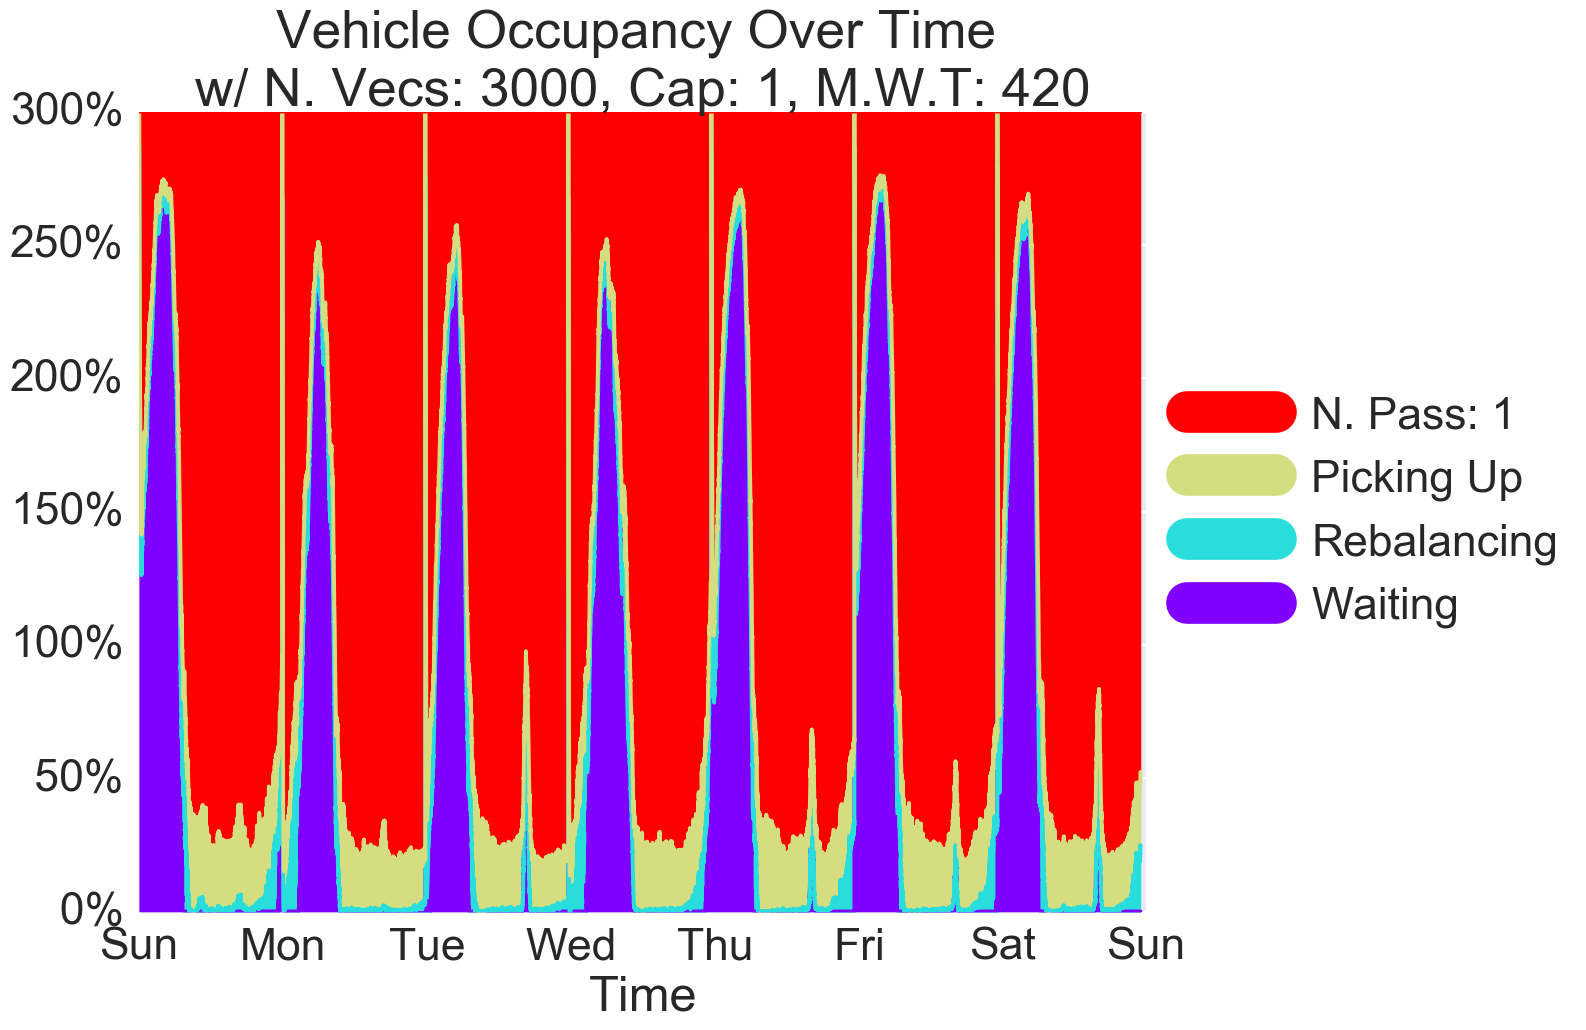 Vehicle Occupancy Over Time
w/ N. Vecs: 3000, Cap: 1, M.W.T: 420
300%
250%
200%
150%
100%
50%
0%
Sun Mon Tue Wed Thu Fri Sat Sun
Time
N. Pass: 1
Picking Up
Rebalancing
Waiting